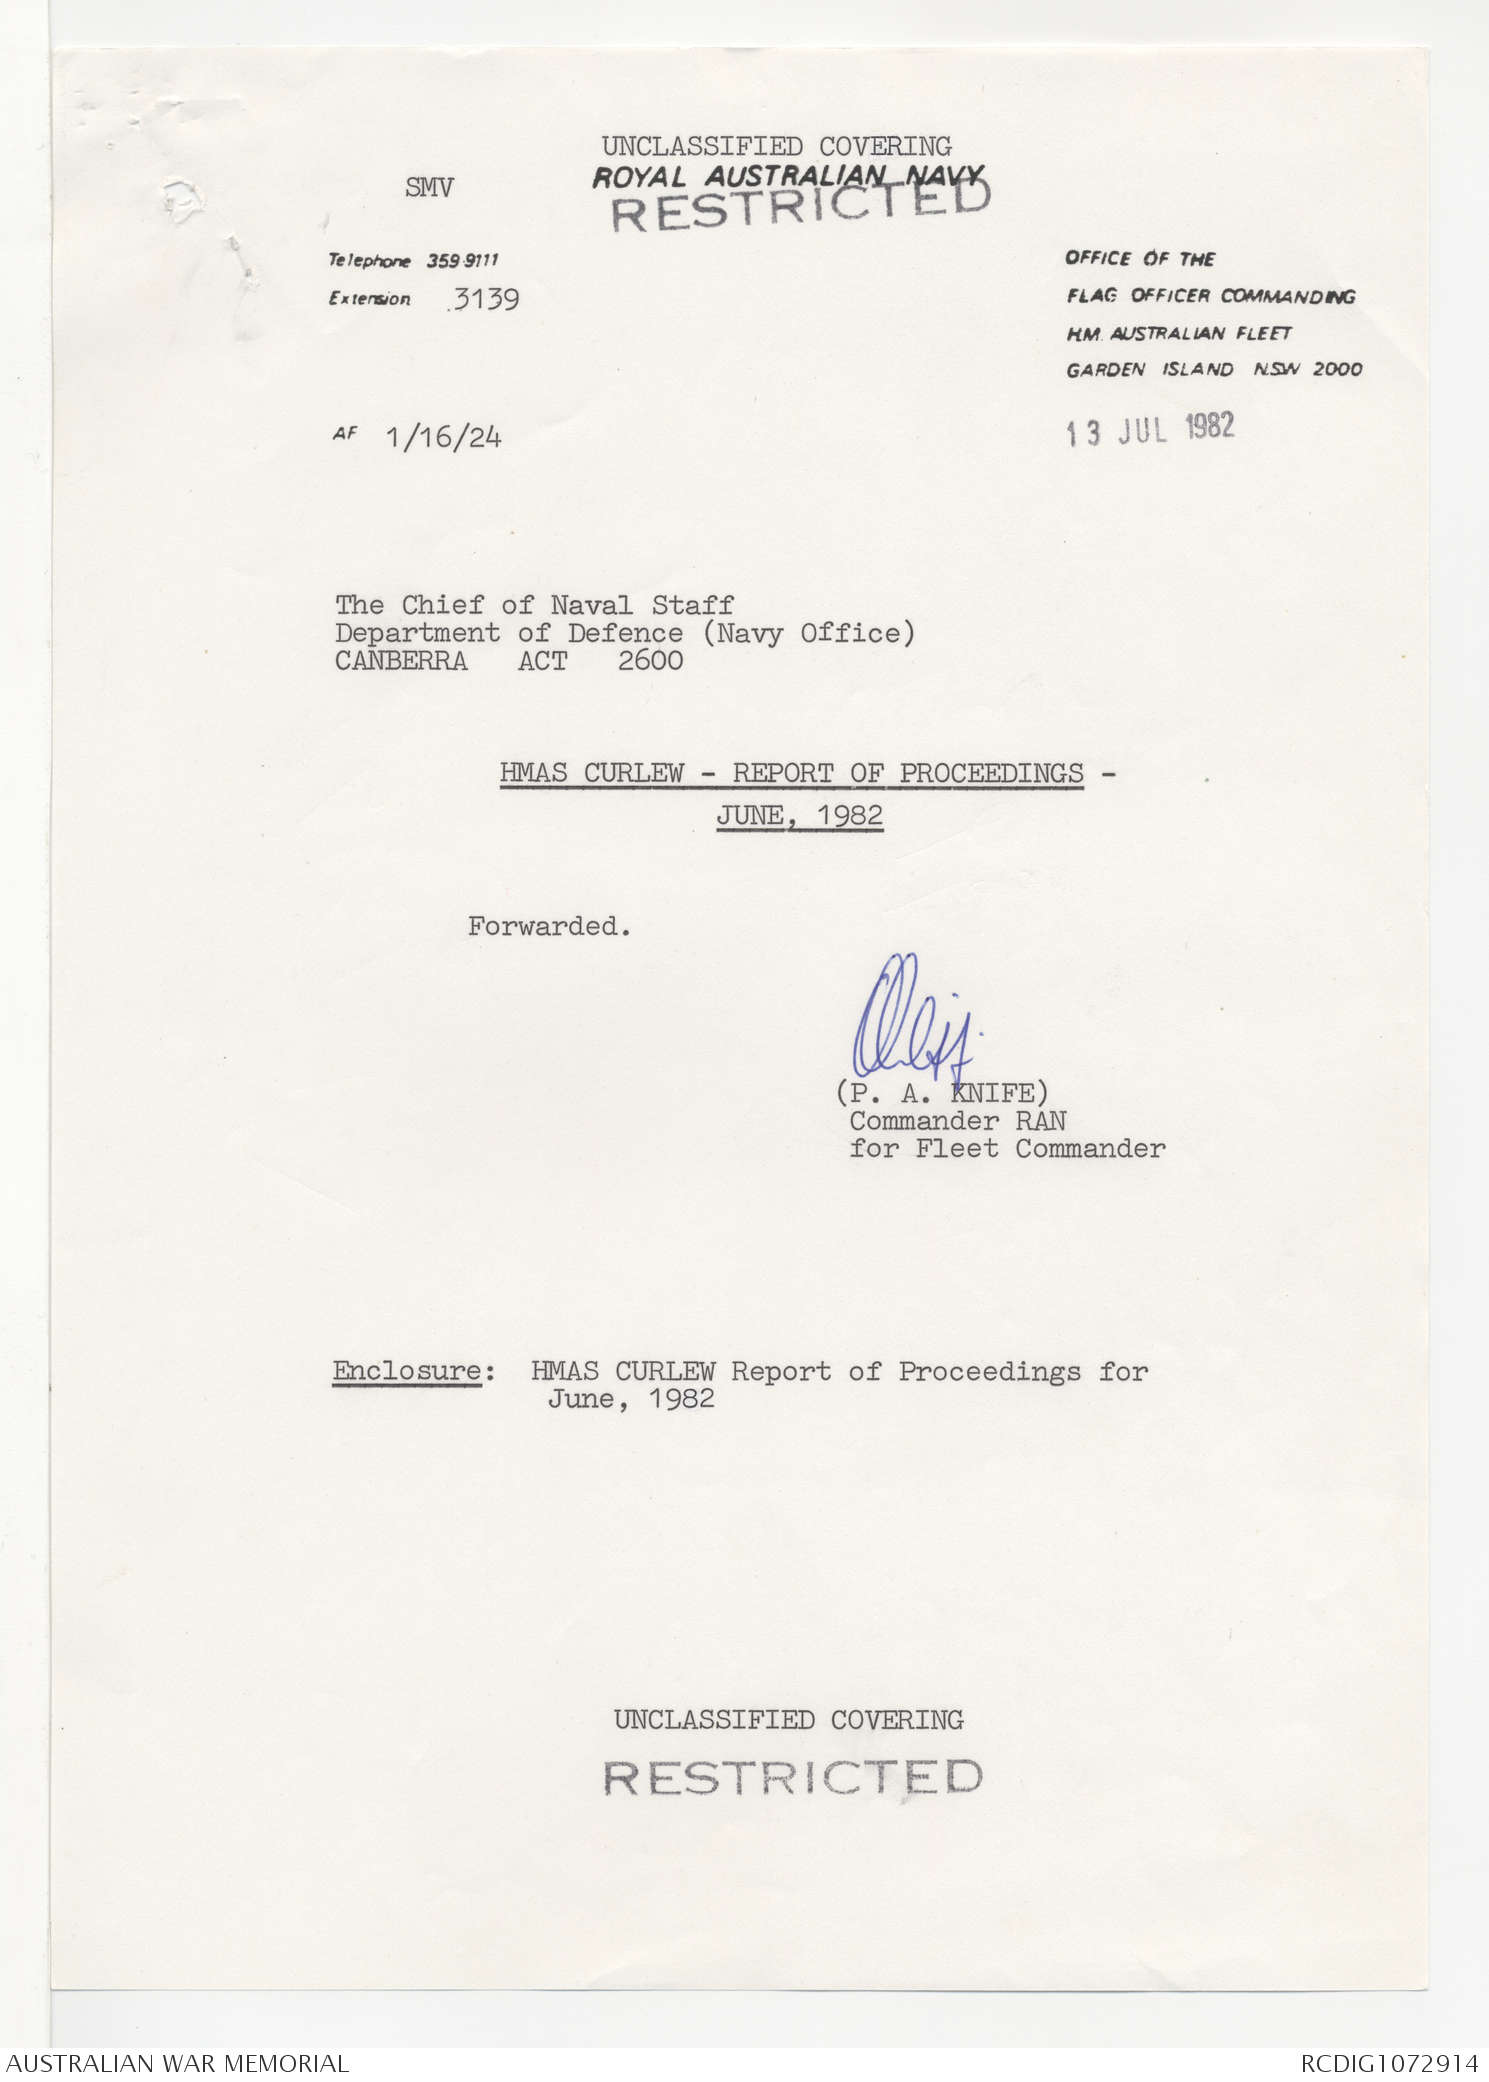 UNCLASSIFIED COVERING
SMV
ROYAL AUSTRALIAN NAVY
RESTRICTED
Telephone 359·9111
Extension 3139
OFFICE OF THE
FLAG OFFICER COMMANDING
H.M. AUSTRALIAN FLEET
GARDEN ISLAND N.S.W 2000
AF 1/16/24
13 JUL 1982
The Chief of Naval Staff
Department of Defence (Navy Office)
CANBERRA ACT 2600
HMAS CURLEW - REPORT OF PROCEEDINGS -
JUNE, 1982
Forwarded.
(P. A. KNIFE)
Commander RAN
for Fleet Commander
Enclosure: HMAS CURLEW Report of Proceedings for
June, 1982
UNCLASSIFIED COVERING
RESTRICTED
AUSTRALIAN WAR MEMORIAL
RCDIG1072914